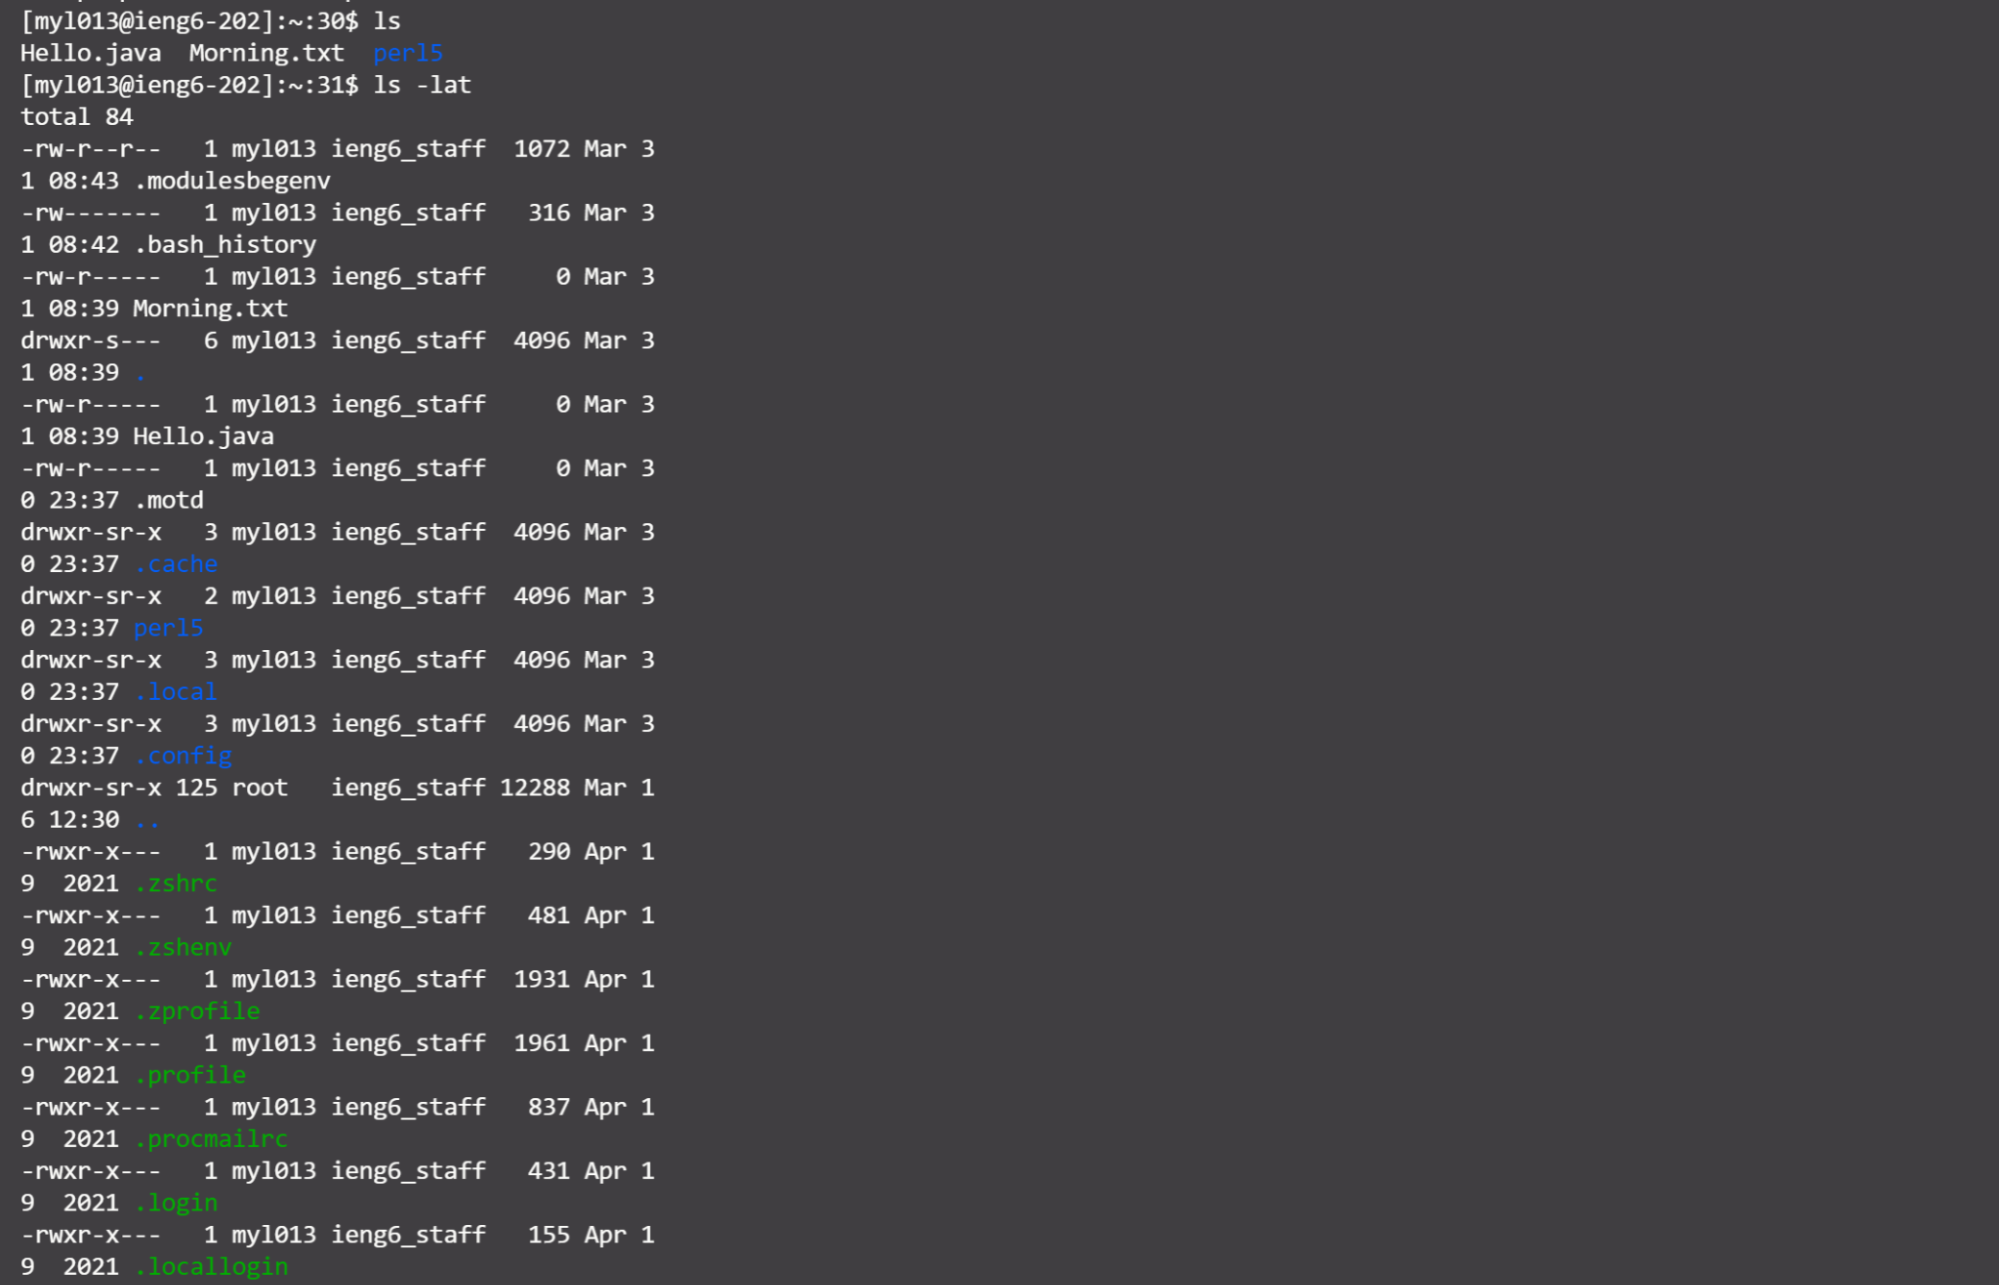 [myl013@ieng6-202]:~:30$ ls
Hello.java  Morning.txt  perl5
[myl013@ieng6-202]:~:31$ ls -lat
total 84
-rw-r--r--   1 myl013 ieng6_staff  1072 Mar 3
1 08:43 .modulesbegenv
-rw-------   1 myl013 ieng6_staff   316 Mar 3
1 08:42 .bash_history
-rw-r-----   1 myl013 ieng6_staff     0 Mar 3
1 08:39 Morning.txt
drwxr-s---   6 myl013 ieng6_staff  4096 Mar 3
1 08:39 .
-rw-r-----   1 myl013 ieng6_staff     0 Mar 3
1 08:39 Hello.java
-rw-r-----   1 myl013 ieng6_staff     0 Mar 3
0 23:37 .motd
drwxr-sr-x   3 myl013 ieng6_staff  4096 Mar 3
0 23:37 .cache
drwxr-sr-x   2 myl013 ieng6_staff  4096 Mar 3
0 23:37 perl5
drwxr-sr-x   3 myl013 ieng6_staff  4096 Mar 3
0 23:37 .local
drwxr-sr-x   3 myl013 ieng6_staff  4096 Mar 3
0 23:37 .config
drwxr-sr-x 125 root   ieng6_staff 12288 Mar 1
6 12:30 ..
-rwxr-x---   1 myl013 ieng6_staff   290 Apr 1
9  2021 .zshrc
-rwxr-x---   1 myl013 ieng6_staff   481 Apr 1
9  2021 .zshenv
-rwxr-x---   1 myl013 ieng6_staff  1931 Apr 1
9  2021 .zprofile
-rwxr-x---   1 myl013 ieng6_staff  1961 Apr 1
9  2021 .profile
-rwxr-x---   1 myl013 ieng6_staff   837 Apr 1
9  2021 .procmailrc
-rwxr-x---   1 myl013 ieng6_staff   431 Apr 1
9  2021 .login
-rwxr-x---   1 myl013 ieng6_staff   155 Apr 1
9  2021 .locallogin